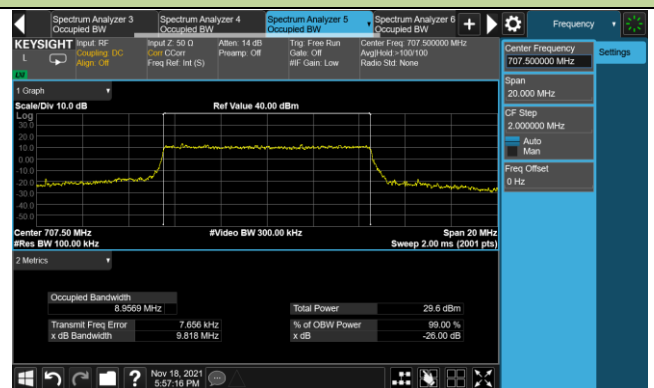 Spectrum Analyzer 3
Occupied BW
Spectrum Analyzer 4
Occupied BW
Spectrum Analyzer 5
Occupied BW
Spectrum Analyzer 6
Occupied BW
Frequency
KEYSIGHT
L
LW
Input: RF
Coupling: DC
Align: Off
Input Z: 50 Ω
Corr CCorr
Freq Ref: Int (S)
Atten: 14 dB
Preamp: Off
Trig: Free Run
Gate: Off
#IF Gain: Low
Center Freq: 707.500000 MHz
Avg|Hold:>100/100
Radio Std: None
Center Frequency
707.500000 MHz
Settings
Span
20.000 MHz
CF Step
2.000000 MHz
Auto
Man
Freq Offset
0 Hz
1 Graph
Scale/Div 10.0 dB
Ref Value 40.00 dBm
Log
30.0
20.0
10.0
0.00
-10.0
-20.0
-30.0
-40.0
-50.0
Center 707.50 MHz
#Video BW 300.00 kHz
Span 20 MHz
#Res BW 100.00 kHz
Sweep 2.00 ms (2001 pts)
2 Metrics
Occupied Bandwidth
8.9569 MHz
Total Power
29.6 dBm
Transmit Freq Error
7.656 kHz
% of OBW Power
99.00 %
x dB Bandwidth
9.818 MHz
x dB
-26.00 dB
?
Nov 18, 2021
5:57:16 PM